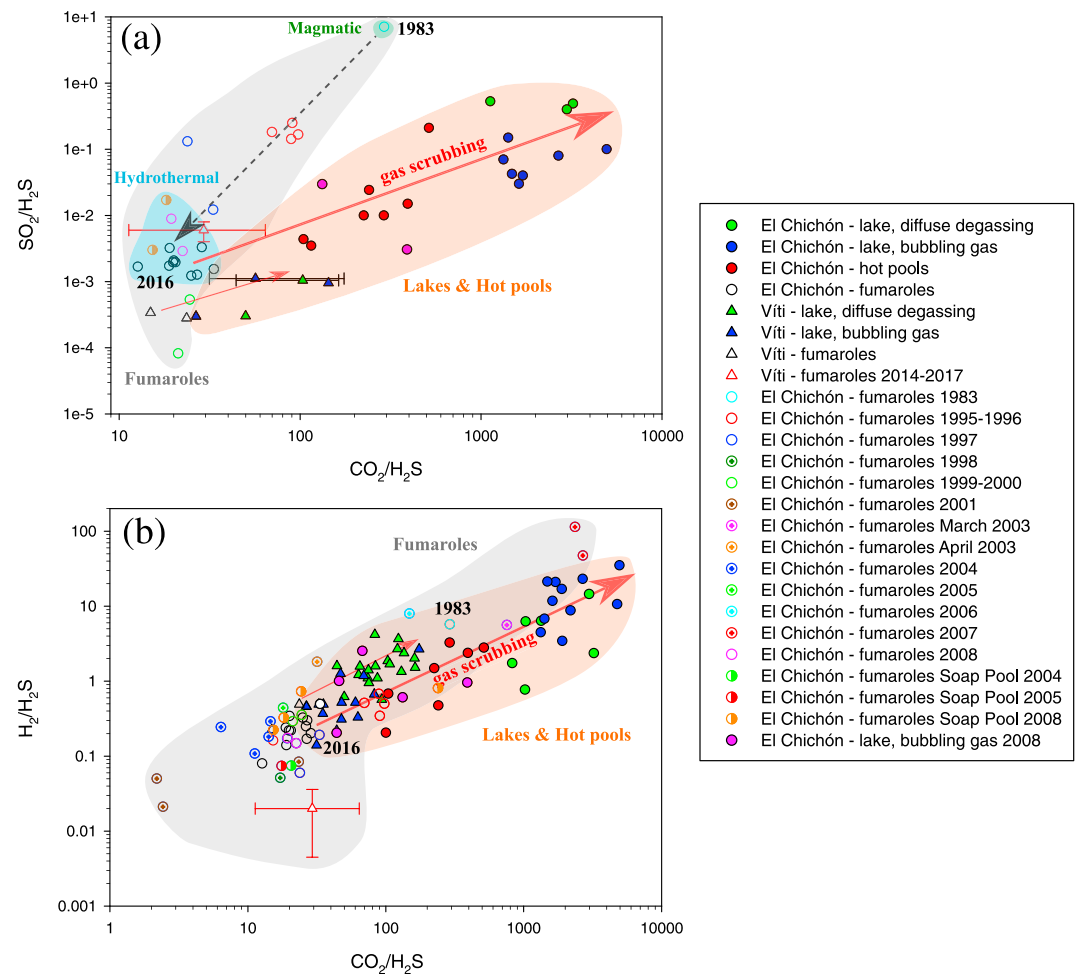 (a)
Magmatic
1983
1e+1
1e+0
1e-1
1e-2
1e-3
1e-4
1e-5
SO2/H2S
gas scrubbing
Hydrothermal
2016
Lakes & Hot pools
Fumaroles
10
100
1000
10000
CO2/H2S
(b)
Fumaroles
100
10
1
0.1
0.01
0.001
H2/H2S
1983
gas scrubbing
Lakes & Hot pools
2016
1
10
100
1000
10000
CO2/H2S
El Chichón - lake, diffuse degassing
El Chichón - lake, bubbling gas
El Chichón - hot pools
El Chichón - fumaroles
Víti - lake, diffuse degassing
Víti - lake, bubbling gas
Víti - fumaroles
Víti - fumaroles 2014-2017
El Chichón - fumaroles 1983
El Chichón - fumaroles 1995-1996
El Chichón - fumaroles 1997
El Chichón - fumaroles 1998
El Chichón - fumaroles 1999-2000
El Chichón - fumaroles 2001
El Chichón - fumaroles March 2003
El Chichón - fumaroles April 2003
El Chichón - fumaroles 2004
El Chichón - fumaroles 2005
El Chichón - fumaroles 2006
El Chichón - fumaroles 2007
El Chichón - fumaroles 2008
El Chichón - fumaroles Soap Pool 2004
El Chichón - fumaroles Soap Pool 2005
El Chichón - fumaroles Soap Pool 2008
El Chichón - lake, bubbling gas 2008